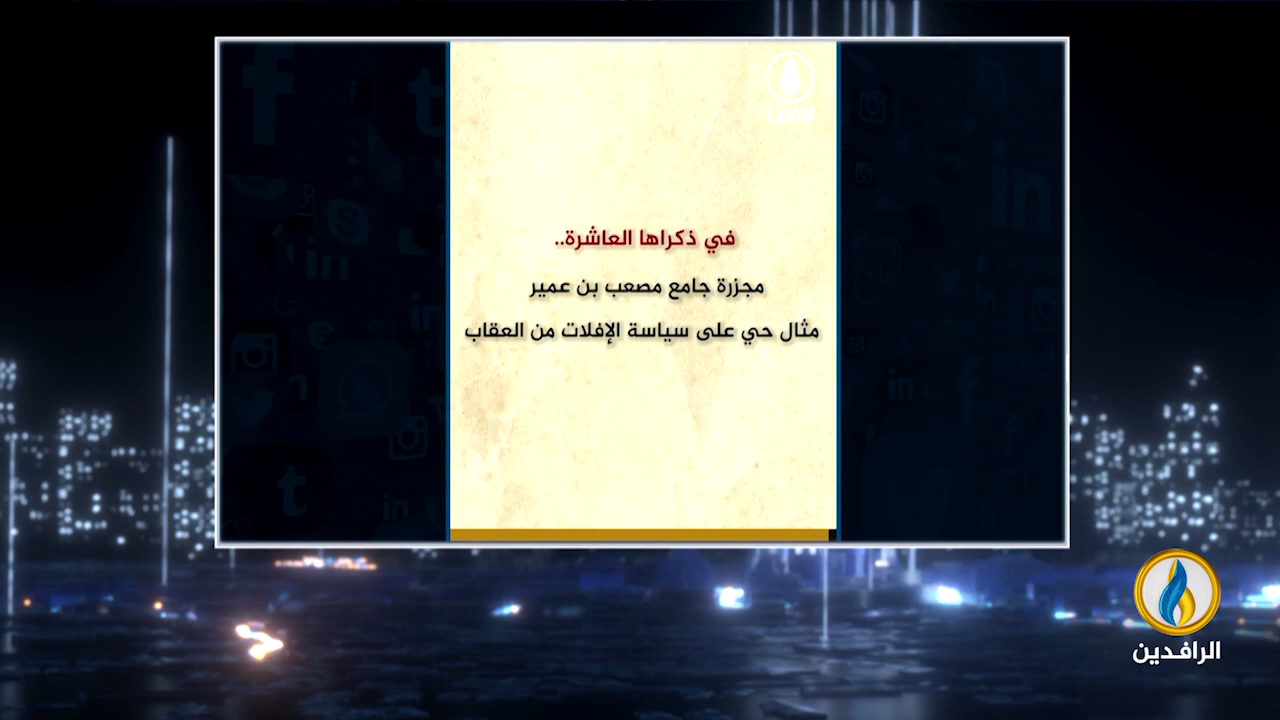 في ذكراها العاشرة..
مجزرة جامع مصعب بن عمير
مثال حي على سياسة الإفلات من العقاب
الرافدين